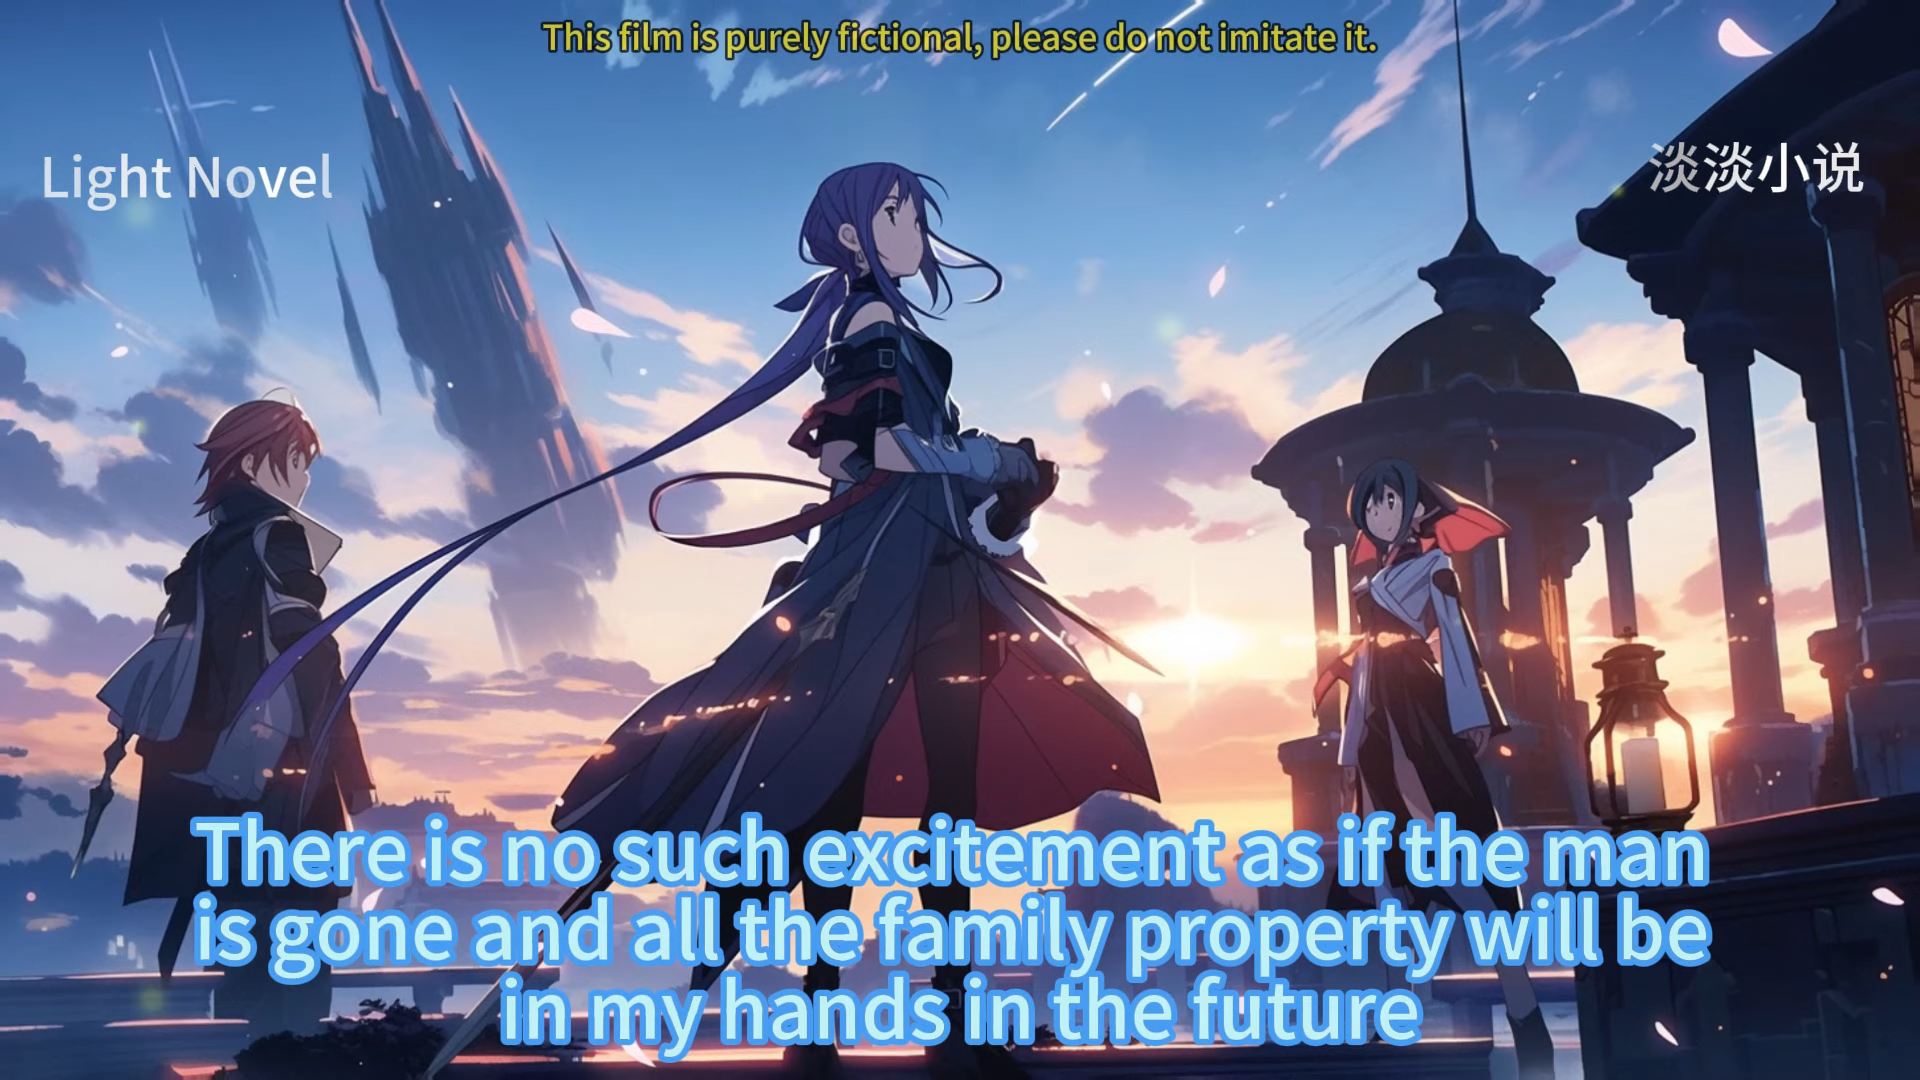 This film is purely fictional, please do not imitate it.
Light Novel
淡淡小说
There is no such excitement as if the man
is gone and all the family property will be
in my hands in the future